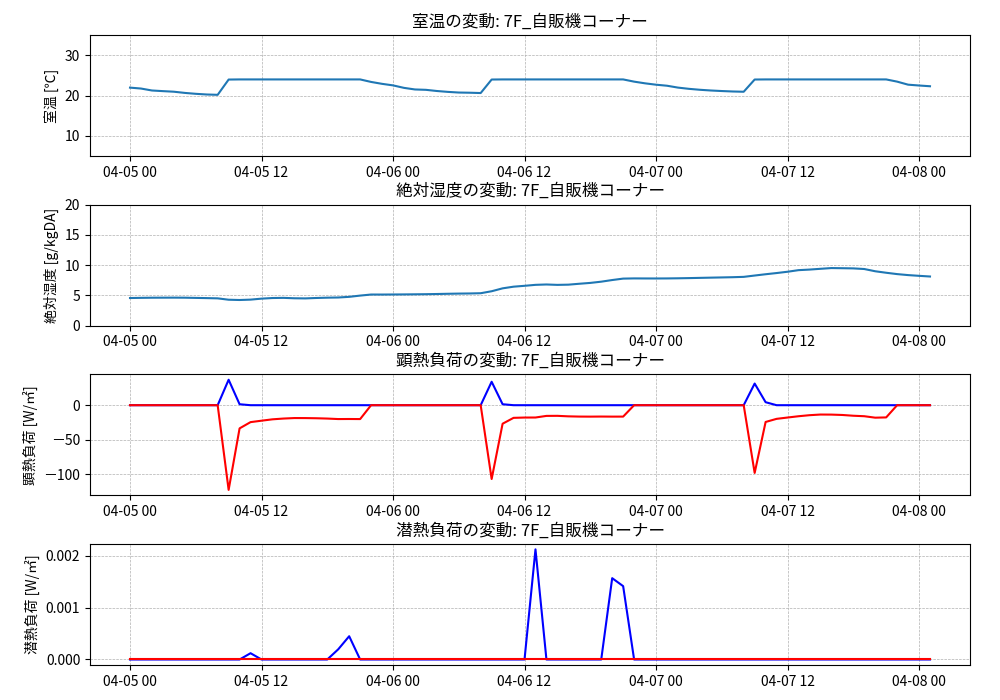 室温の変動: 7F_自販機コーナー
室温 [℃]
30
20
10
04-05 00 04-05 12 04-06 00 04-06 12 04-07 00 04-07 12 04-08 00
絶対湿度の変動: 7F_自販機コーナー
絶対湿度 [g/kgDA]
20
15
10
5
0
04-05 00 04-05 12 04-06 00 04-06 12 04-07 00 04-07 12 04-08 00
顕熱負荷の変動: 7F_自販機コーナー
顕熱負荷 [W/㎡]
0
−50
−100
04-05 00 04-05 12 04-06 00 04-06 12 04-07 00 04-07 12 04-08 00
潜熱負荷の変動: 7F_自販機コーナー
潜熱負荷 [W/㎡]
0.002
0.001
0.000
04-05 00 04-05 12 04-06 00 04-06 12 04-07 00 04-07 12 04-08 00